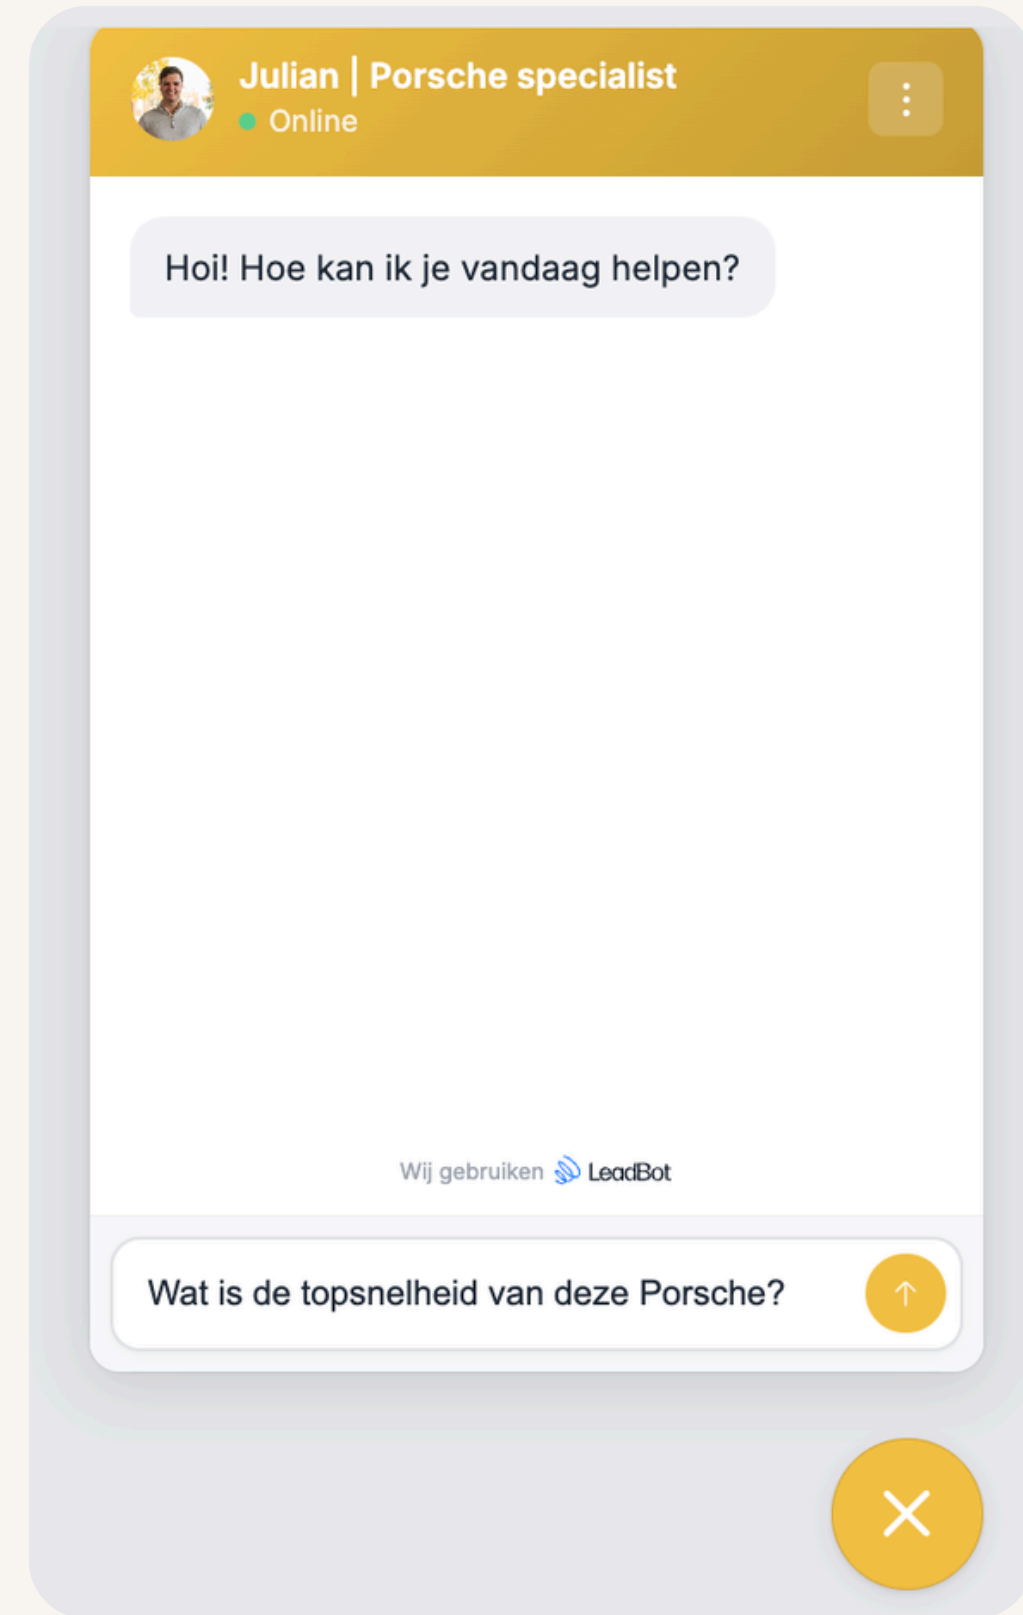 Julian | Porsche specialist
Online
Hoi! Hoe kan ik je vandaag helpen?
Wij gebruiken LeadBot
Wat is de topsnelheid van deze Porsche?